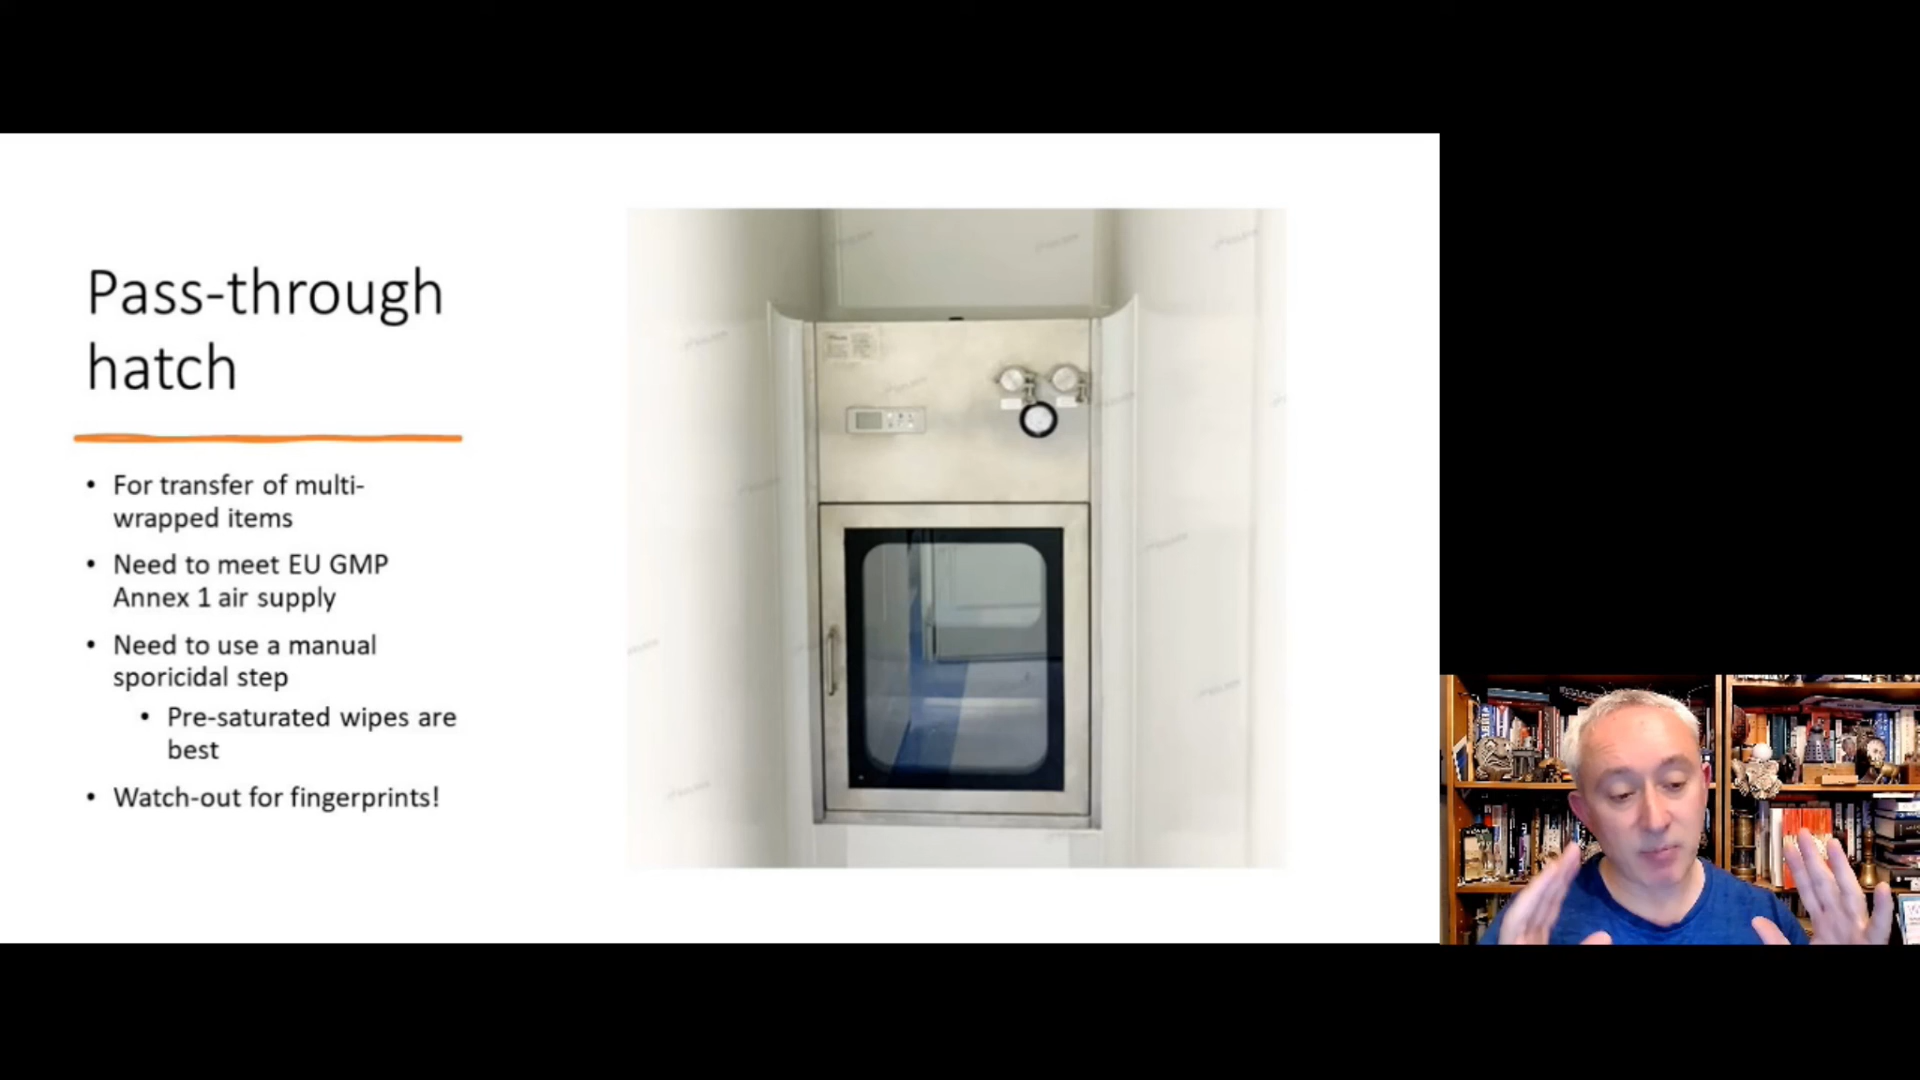 Pass-through
hatch
• For transfer of multi-
wrapped items
• Need to meet EU GMP
Annex 1 air supply
• Need to use a manual
sporicidal step
• Pre-saturated wipes are
best
• Watch-out for fingerprints!